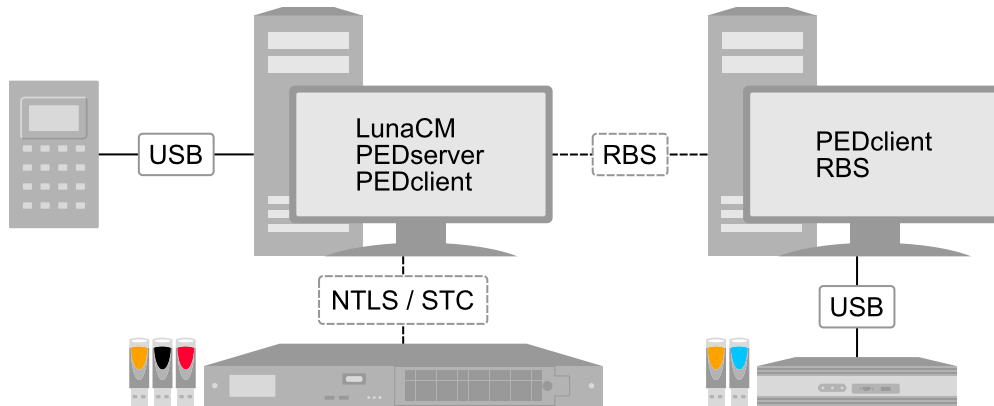 USB
LunaCM
PEDserver
PEDclient
RBS
PEDclient
RBS
NTLS / STC
USB